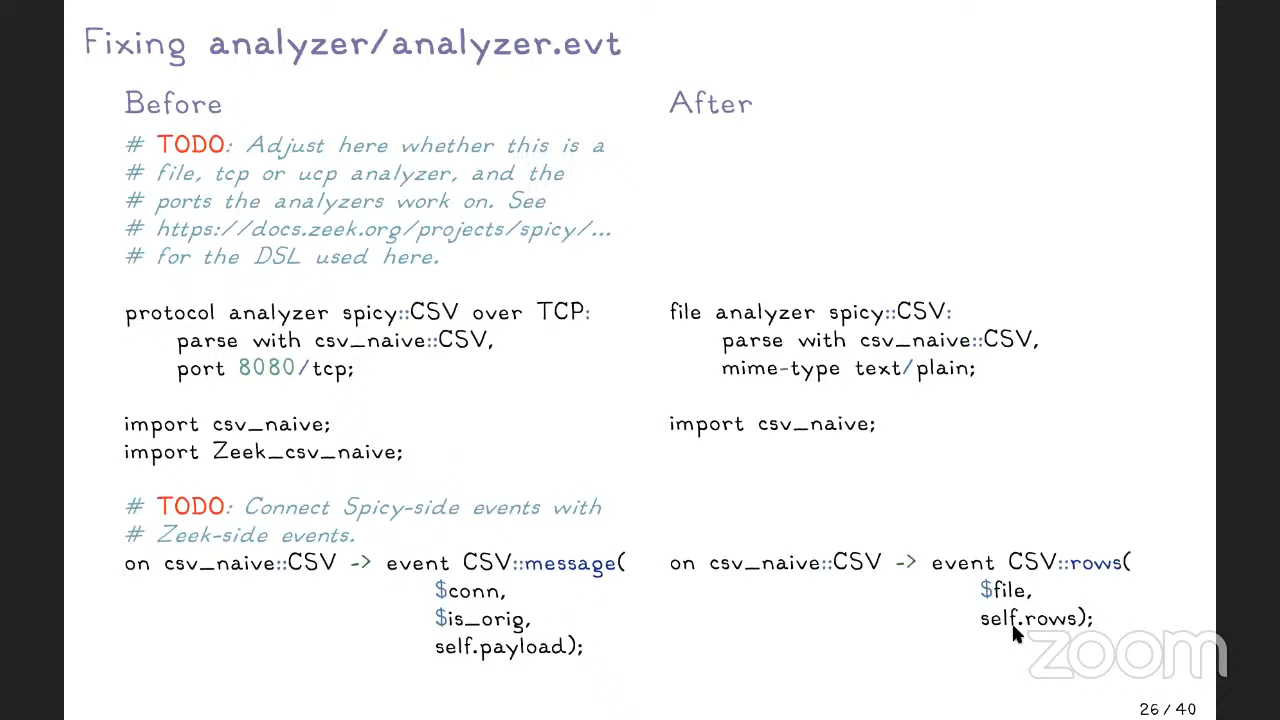 Fixing analyzer/analyzer.evt
Before
# TODO: Adjust here whether this is a
# file, tcp or ucp analyzer, and the
# ports the analyzers work on. See
# https://docs.zeek.org/projects/spicy/...
# for the DSL used here.
protocol analyzer spicy::CSV over TCP:
parse with csv_naive::CSV,
port 8080/tcp;
import csv_naive;
import Zeek_csv_naive;
# TODO: Connect Spicy-side events with
# Zeek-side events.
on csv_naive::CSV -> event CSV::message(
$conn,
$is_orig,
self.payload);
After
file analyzer spicy::CSV:
parse with csv_naive::CSV,
mime-type text/plain;
import csv_naive;
on csv_naive::CSV -> event CSV::rows(
$file,
self.rows);
zoom
26 / 40